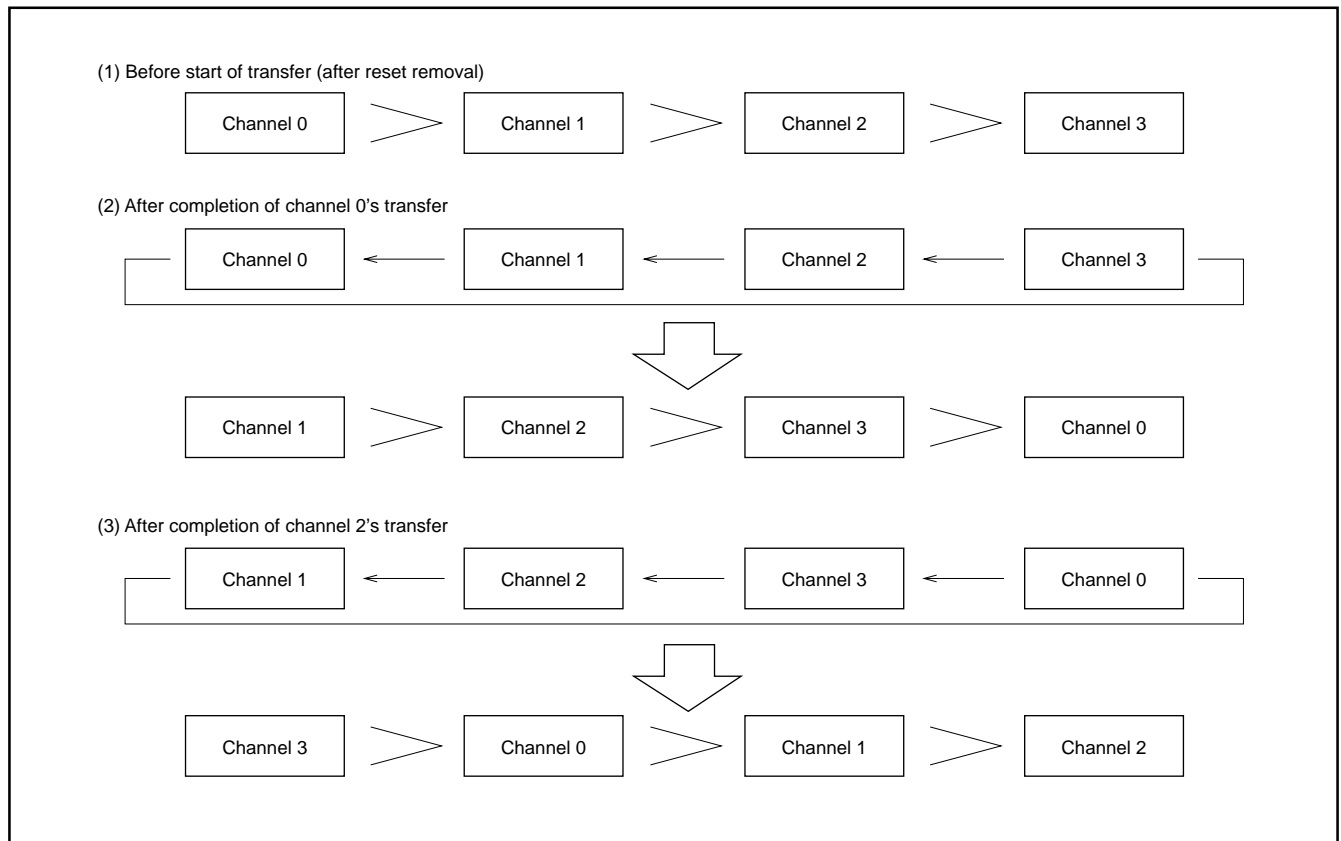 (1) Before start of transfer (after reset removal)
Channel 0
Channel 1
Channel 2
Channel 3
(2) After completion of channel 0's transfer
Channel 0
Channel 1
Channel 2
Channel 3
Channel 1
Channel 2
Channel 3
Channel 0
(3) After completion of channel 2's transfer
Channel 1
Channel 2
Channel 3
Channel 0
Channel 3
Channel 0
Channel 1
Channel 2